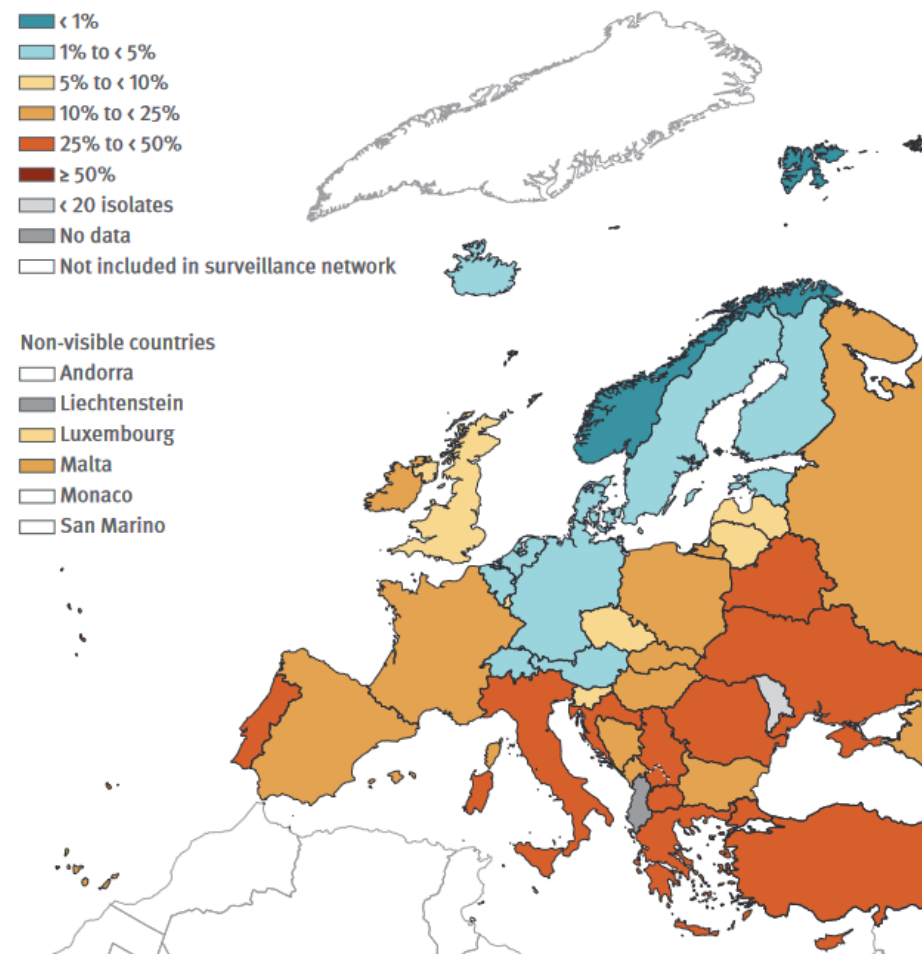 ‹ 1%
1% to ‹ 5%
5% to ‹ 10%
10% to ‹ 25%
25% to ‹ 50%
≥ 50%
‹ 20 isolates
No data
Not included in surveillance network
Non-visible countries
Andorra
Liechtenstein
Luxembourg
Malta
Monaco
San Marino